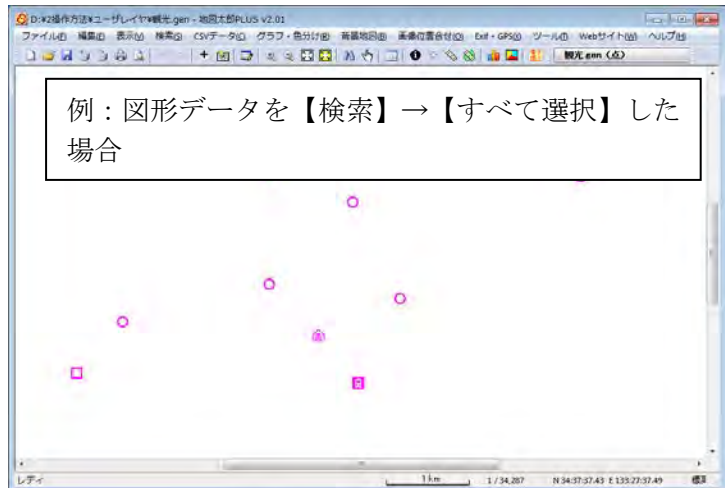 D:¥2操作方法¥ユーザレイヤ¥観光.gen - 地図太郎PLUS v2.01
ファイル(F) 編集(E) 表示(V) 検索(S) CSVデータ(C) グラフ・色分け(B) 背景地図(B) 画像位置合せ(Q) Exif・GPS(X) ツール(T) Webサイト(W) ヘルプ(H)
観光.gen (点)
例：図形データを【検索】→【すべて選択】した
場合
レディ 1 km 1 / 34,287 N 34:37:37.43 E 133:27:37.49 標準